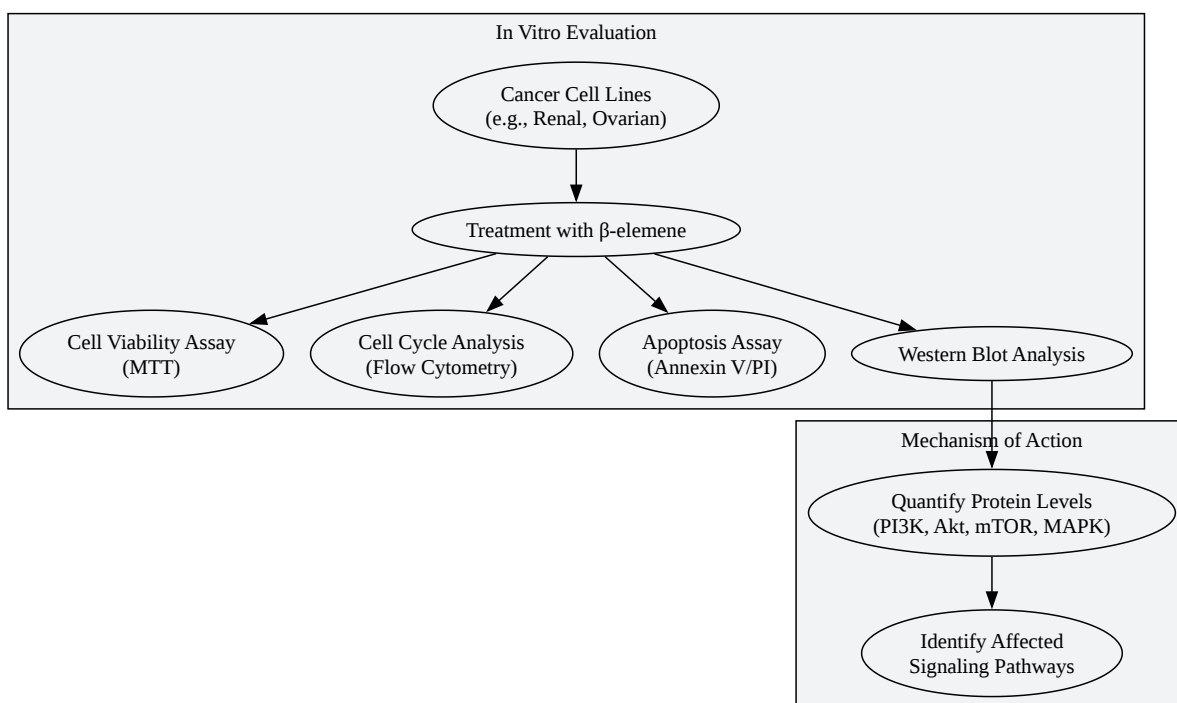 In Vitro Evaluation
Cancer Cell Lines
(e.g., Renal, Ovarian)
Treatment with β-elemene
Cell Viability Assay
(MTT)
Cell Cycle Analysis
(Flow Cytometry)
Apoptosis Assay
(Annexin V/PI)
Western Blot Analysis
Mechanism of Action
Quantify Protein Levels
(PI3K, Akt, mTOR, MAPK)
Identify Affected
Signaling Pathways